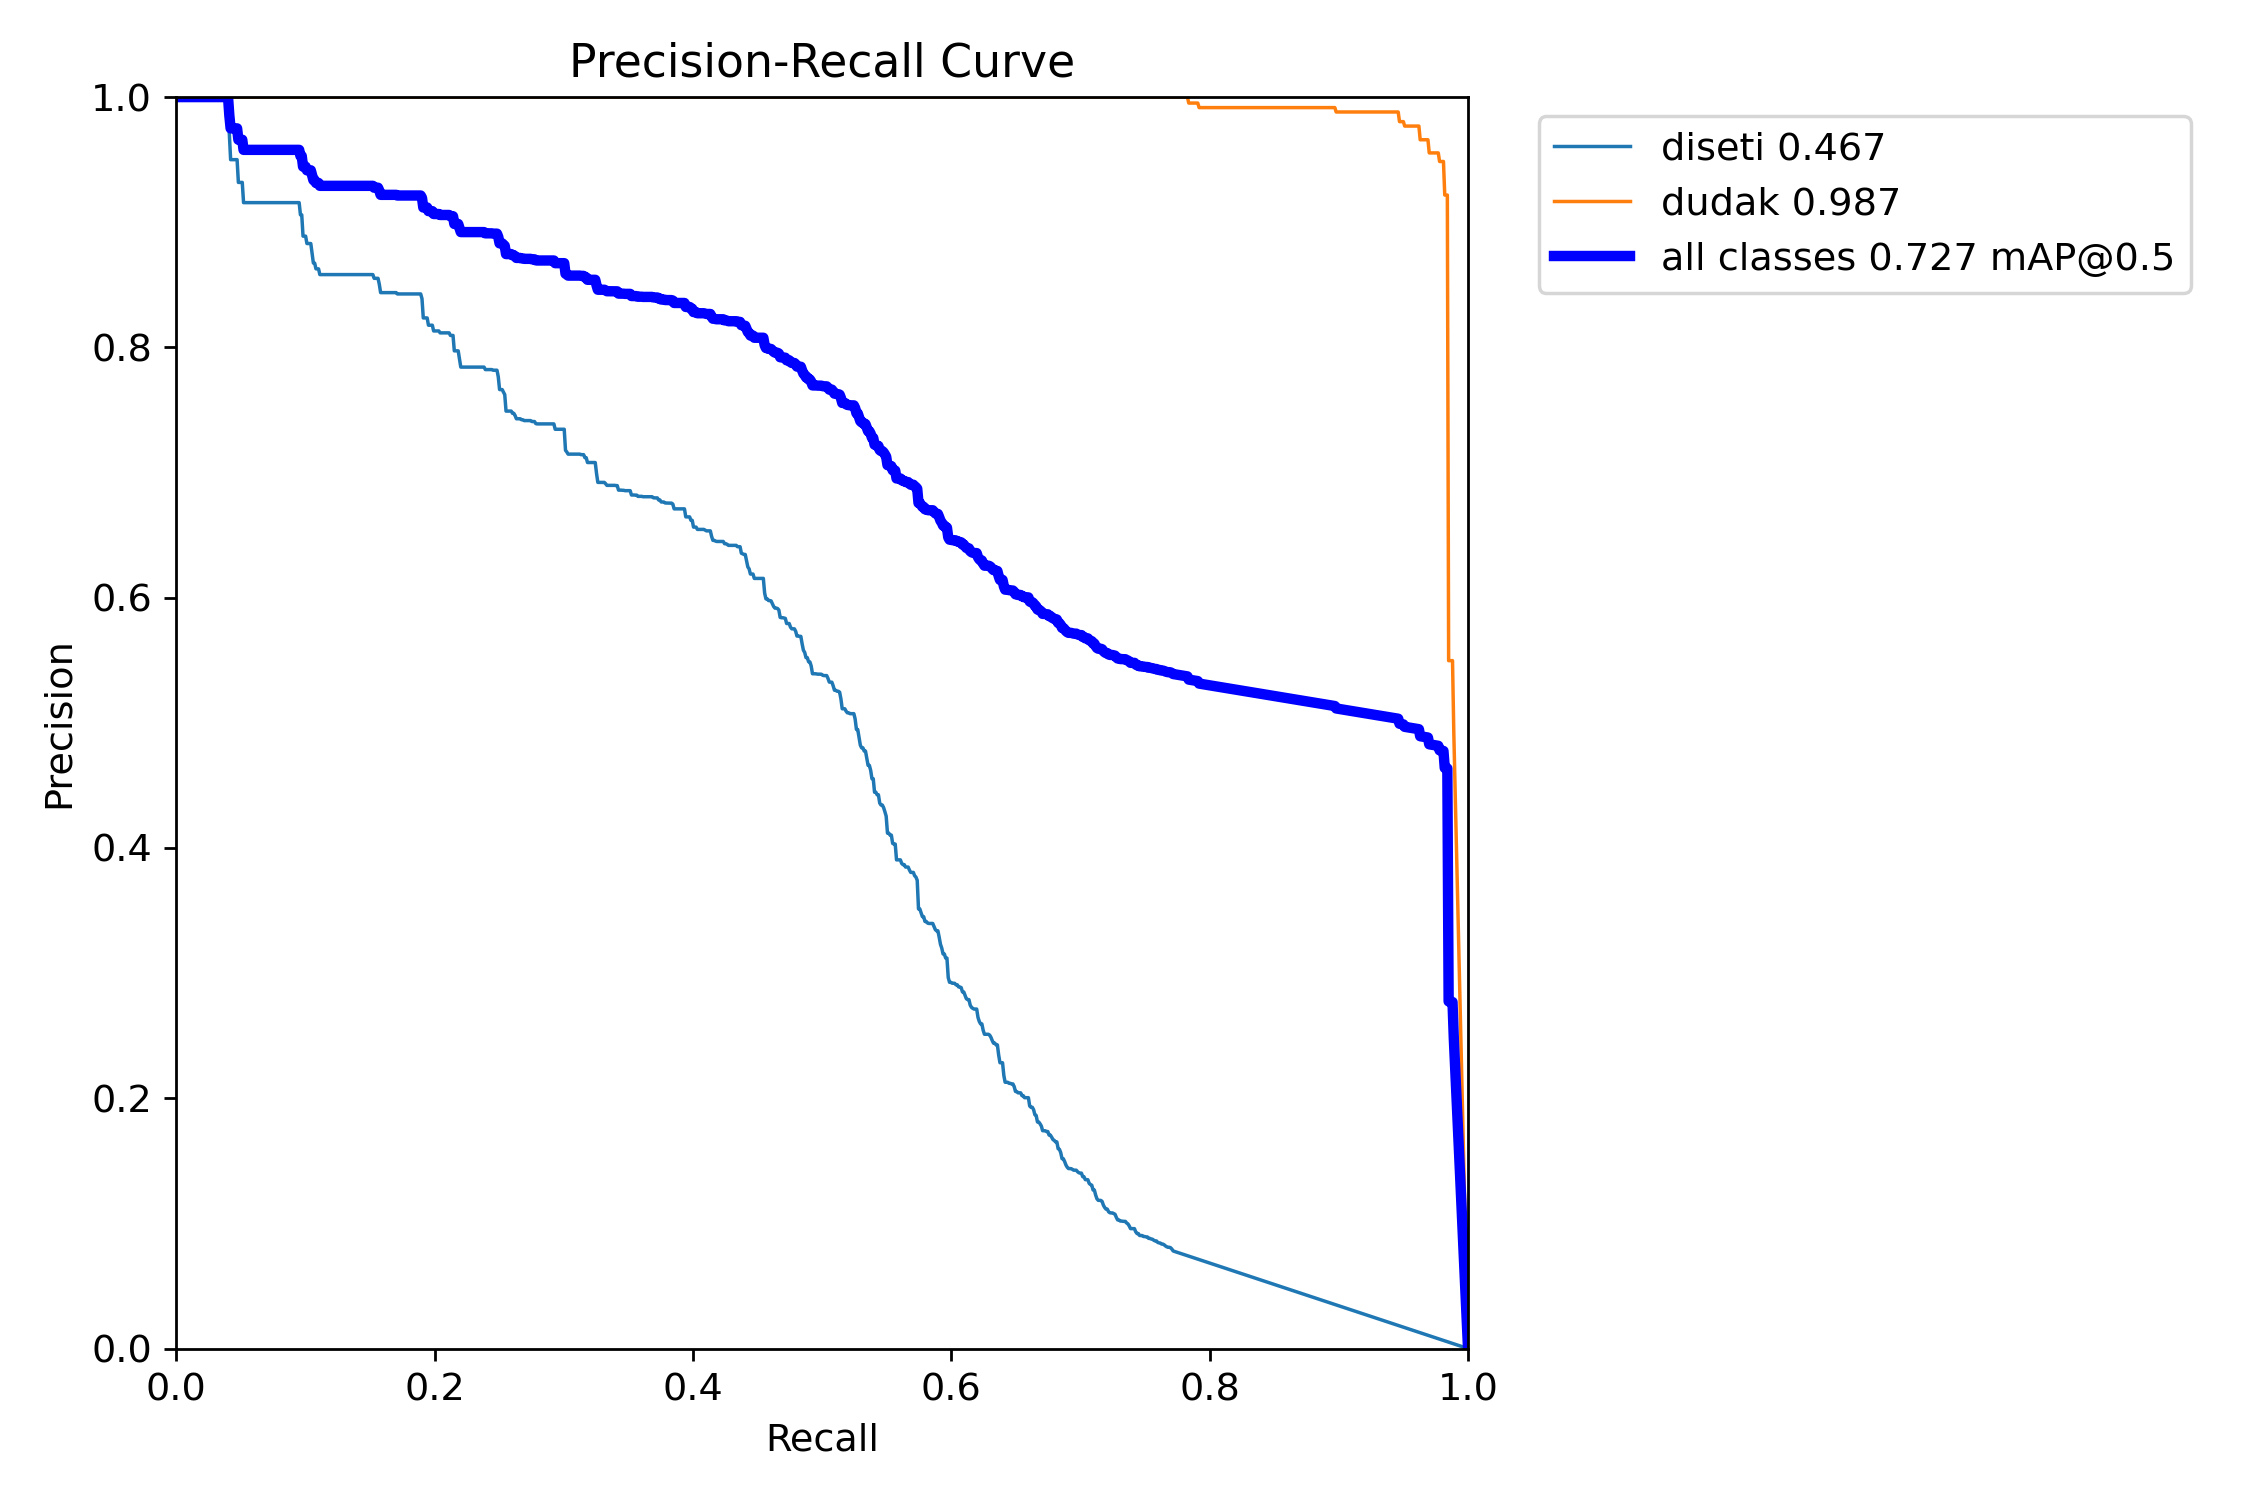 Precision-Recall Curve
1.0
0.8
0.6
0.4
0.2
0.0
Precision
0.0 0.2 0.4 0.6 0.8 1.0
Recall
diseti 0.467
dudak 0.987
all classes 0.727 mAP@0.5